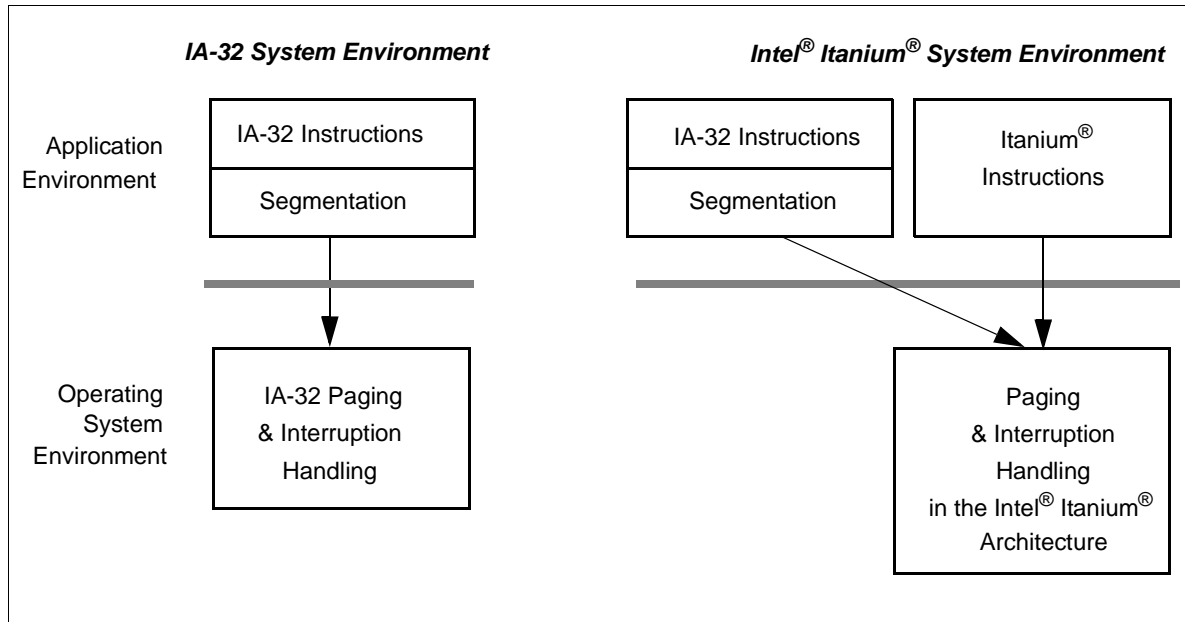 IA-32 System Environment
Intel® Itanium® System Environment
Application
Environment
IA-32 Instructions
Segmentation
IA-32 Instructions
Segmentation
Itanium®
Instructions
Operating
System
Environment
IA-32 Paging
& Interruption
Handling
Paging
& Interruption
Handling
in the Intel® Itanium®
Architecture